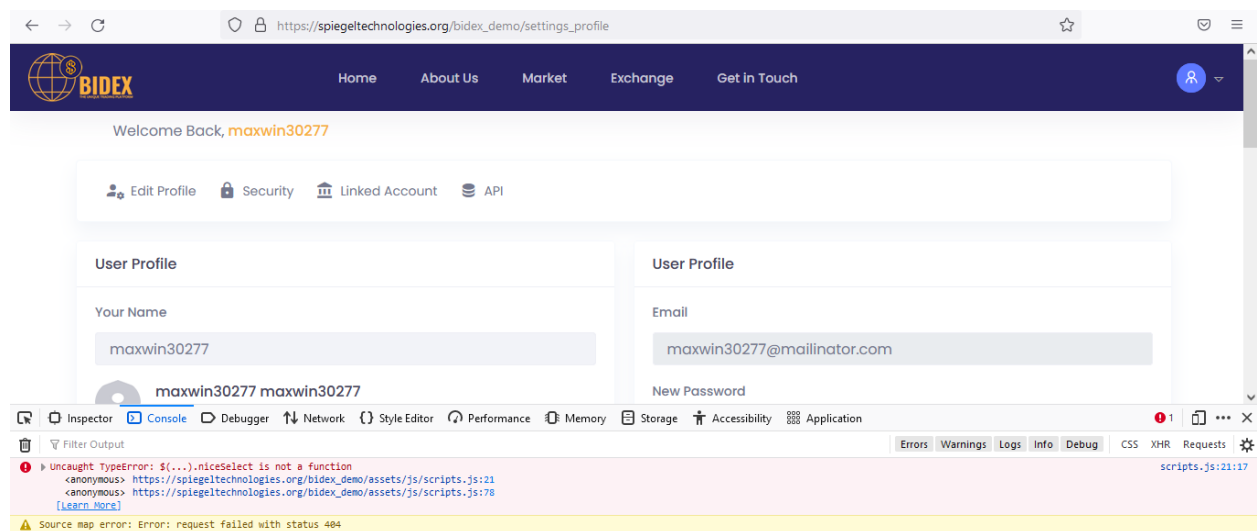 https://spiegeltechnologies.org/bidex_demo/settings_profile
BIDEX
Home About Us Market Exchange Get in Touch
Welcome Back, maxwin30277
Edit Profile Security Linked Account API
User Profile User Profile
Your Name Email
maxwin30277 maxwin30277@mailinator.com
maxwin30277 maxwin30277 New Password
Inspector Console Debugger Network {} Style Editor Performance Memory Storage Accessibility Application 1
Filter Output Errors Warnings Logs Info Debug CSS XHR Requests
Uncaught TypeError: $(...).niceSelect is not a function scripts.js:21:17
<anonymous> https://spiegeltechnologies.org/bidex_demo/assets/js/scripts.js:21
<anonymous> https://spiegeltechnologies.org/bidex_demo/assets/js/scripts.js:78
[Learn More]
Source map error: Error: request failed with status 404